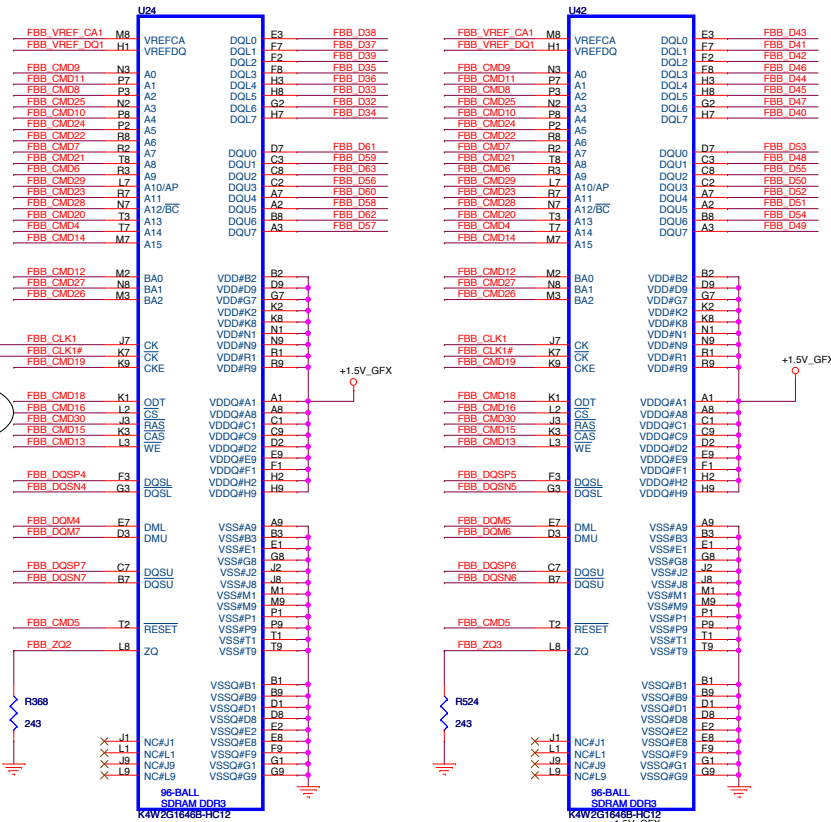 U24
FBB_VREF_CA1 M8 VREFCA DQL0 E3 FBB_D38
FBB_VREF_DQ1 H1 VREFDQ DQL1 F7 FBB_D37
DQL2 F2 FBB_D39
FBB_CMD9 N3 A0 DQL3 F8 FBB_D35
FBB_CMD11 P7 A1 DQL4 H3 FBB_D36
FBB_CMD8 P3 A2 DQL5 H8 FBB_D33
FBB_CMD25 N2 A3 DQL6 G2 FBB_D32
FBB_CMD10 P8 A4 DQL7 H7 FBB_D34
FBB_CMD24 P2 A5
FBB_CMD22 R8 A6
FBB_CMD7 R2 A7 DQU0 D7 FBB_D61
FBB_CMD21 T8 A8 DQU1 C3 FBB_D59
FBB_CMD6 R3 A9 DQU2 C8 FBB_D63
FBB_CMD29 L7 A10/AP DQU3 C2 FBB_D56
FBB_CMD23 R7 A11 DQU4 A7 FBB_D60
FBB_CMD28 N7 A12/BC DQU5 A2 FBB_D58
FBB_CMD20 T3 A13 DQU6 B8 FBB_D62
FBB_CMD4 T7 A14 DQU7 A3 FBB_D57
FBB_CMD14 M7 A15
FBB_CMD12 M2 BA0 VDD#B2 B2
FBB_CMD27 N8 BA1 VDD#D9 D9
FBB_CMD26 M3 BA2 VDD#G7 G7
VDD#K2 K2
VDD#K8 K8
VDD#N1 N1
FBB_CLK1 J7 CK VDD#N9 N9
FBB_CLK1# K7 CK VDD#R1 R1
FBB_CMD19 K9 CKE VDD#R9 R9
+1.5V_GFX
FBB_CMD18 K1 ODT VDDQ#A1 A1
FBB_CMD16 L2 CS VDDQ#A8 A8
FBB_CMD30 J3 RAS VDDQ#C1 C1
FBB_CMD15 K3 CAS VDDQ#C9 C9
FBB_CMD13 L3 WE VDDQ#D2 D2
VDDQ#E9 E9
VDDQ#F1 F1
FBB_DQSP4 F3 DQSL VDDQ#H2 H2
FBB_DQSN4 G3 DQSL VDDQ#H9 H9
FBB_DQM4 E7 DML VSS#A9 A9
FBB_DQM7 D3 DMU VSS#B3 B3
VSS#E1 E1
VSS#G8 G8
FBB_DQSP7 C7 DQSU VSS#J2 J2
FBB_DQSN7 B7 DQSU VSS#J8 J8
VSS#M1 M1
VSS#M9 M9
VSS#P1 P1
FBB_CMD5 T2 RESET VSS#P9 P9
VSS#T1 T1
FBB_ZQ2 L8 ZQ VSS#T9 T9
VSSQ#B1 B1
VSSQ#B9 B9
R368 VSSQ#D1 D1
243 VSSQ#D8 D8
VSSQ#E2 E2
J1 NC#J1 VSSQ#E8 E8
L1 NC#L1 VSSQ#F9 F9
J9 NC#J9 VSSQ#G1 G1
L9 NC#L9 VSSQ#G9 G9
96-BALL
SDRAM DDR3
K4W2G1646B-HC12
U42
FBB_VREF_CA1 M8 VREFCA DQL0 E3 FBB_D43
FBB_VREF_DQ1 H1 VREFDQ DQL1 F7 FBB_D41
DQL2 F2 FBB_D42
FBB_CMD9 N3 A0 DQL3 F8 FBB_D46
FBB_CMD11 P7 A1 DQL4 H3 FBB_D44
FBB_CMD8 P3 A2 DQL5 H8 FBB_D45
FBB_CMD25 N2 A3 DQL6 G2 FBB_D47
FBB_CMD10 P8 A4 DQL7 H7 FBB_D40
FBB_CMD24 P2 A5
FBB_CMD22 R8 A6
FBB_CMD7 R2 A7 DQU0 D7 FBB_D53
FBB_CMD21 T8 A8 DQU1 C3 FBB_D48
FBB_CMD6 R3 A9 DQU2 C8 FBB_D55
FBB_CMD29 L7 A10/AP DQU3 C2 FBB_D50
FBB_CMD23 R7 A11 DQU4 A7 FBB_D52
FBB_CMD28 N7 A12/BC DQU5 A2 FBB_D51
FBB_CMD20 T3 A13 DQU6 B8 FBB_D54
FBB_CMD4 T7 A14 DQU7 A3 FBB_D49
FBB_CMD14 M7 A15
FBB_CMD12 M2 BA0 VDD#B2 B2
FBB_CMD27 N8 BA1 VDD#D9 D9
FBB_CMD26 M3 BA2 VDD#G7 G7
VDD#K2 K2
VDD#K8 K8
VDD#N1 N1
FBB_CLK1 J7 CK VDD#N9 N9
FBB_CLK1# K7 CK VDD#R1 R1
FBB_CMD19 K9 CKE VDD#R9 R9
+1.5V_GFX
FBB_CMD18 K1 ODT VDDQ#A1 A1
FBB_CMD16 L2 CS VDDQ#A8 A8
FBB_CMD30 J3 RAS VDDQ#C1 C1
FBB_CMD15 K3 CAS VDDQ#C9 C9
FBB_CMD13 L3 WE VDDQ#D2 D2
VDDQ#E9 E9
VDDQ#F1 F1
FBB_DQSP5 F3 DQSL VDDQ#H2 H2
FBB_DQSN5 G3 DQSL VDDQ#H9 H9
FBB_DQM5 E7 DML VSS#A9 A9
FBB_DQM6 D3 DMU VSS#B3 B3
VSS#E1 E1
VSS#G8 G8
FBB_DQSP6 C7 DQSU VSS#J2 J2
FBB_DQSN6 B7 DQSU VSS#J8 J8
VSS#M1 M1
VSS#M9 M9
VSS#P1 P1
FBB_CMD5 T2 RESET VSS#P9 P9
VSS#T1 T1
FBB_ZQ3 L8 ZQ VSS#T9 T9
VSSQ#B1 B1
VSSQ#B9 B9
R524 VSSQ#D1 D1
243 VSSQ#D8 D8
VSSQ#E2 E2
J1 NC#J1 VSSQ#E8 E8
L1 NC#L1 VSSQ#F9 F9
J9 NC#J9 VSSQ#G1 G1
L9 NC#L9 VSSQ#G9 G9
96-BALL
SDRAM DDR3
K4W2G1646B-HC12